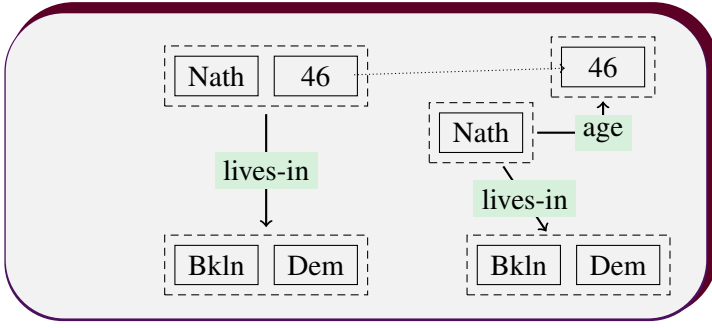 Nath 46
lives-in
Bkln Dem
46
Nath
age
lives-in
Bkln Dem